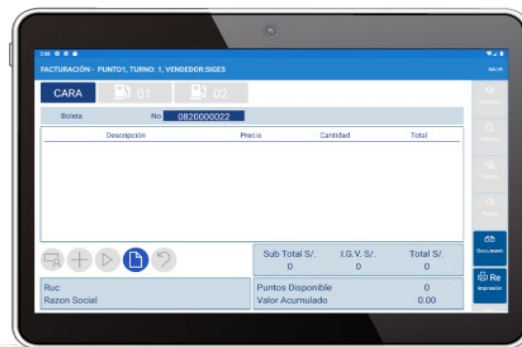 FACTURACIÓN - PUNTO1, TURNO: 1, VENDEDOR:SIGES
SALIR
CARA 01 02
Boleta No 0820000022
Descripción Precio Cantidad Total
Sub Total S/. I.G.V. S/. Total S/.
0 0 0
Document
Re
Impresión
Ruc
Razon Social
Puntos Disponible 0
Valor Acumulado 0.00